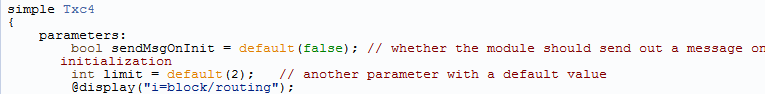 simple Txc4
{
parameters:
bool sendMsgOnInit = default(false); // whether the module should send out a message on
initialization
int limit = default(2); // another parameter with a default value
@display("i=block/routing");